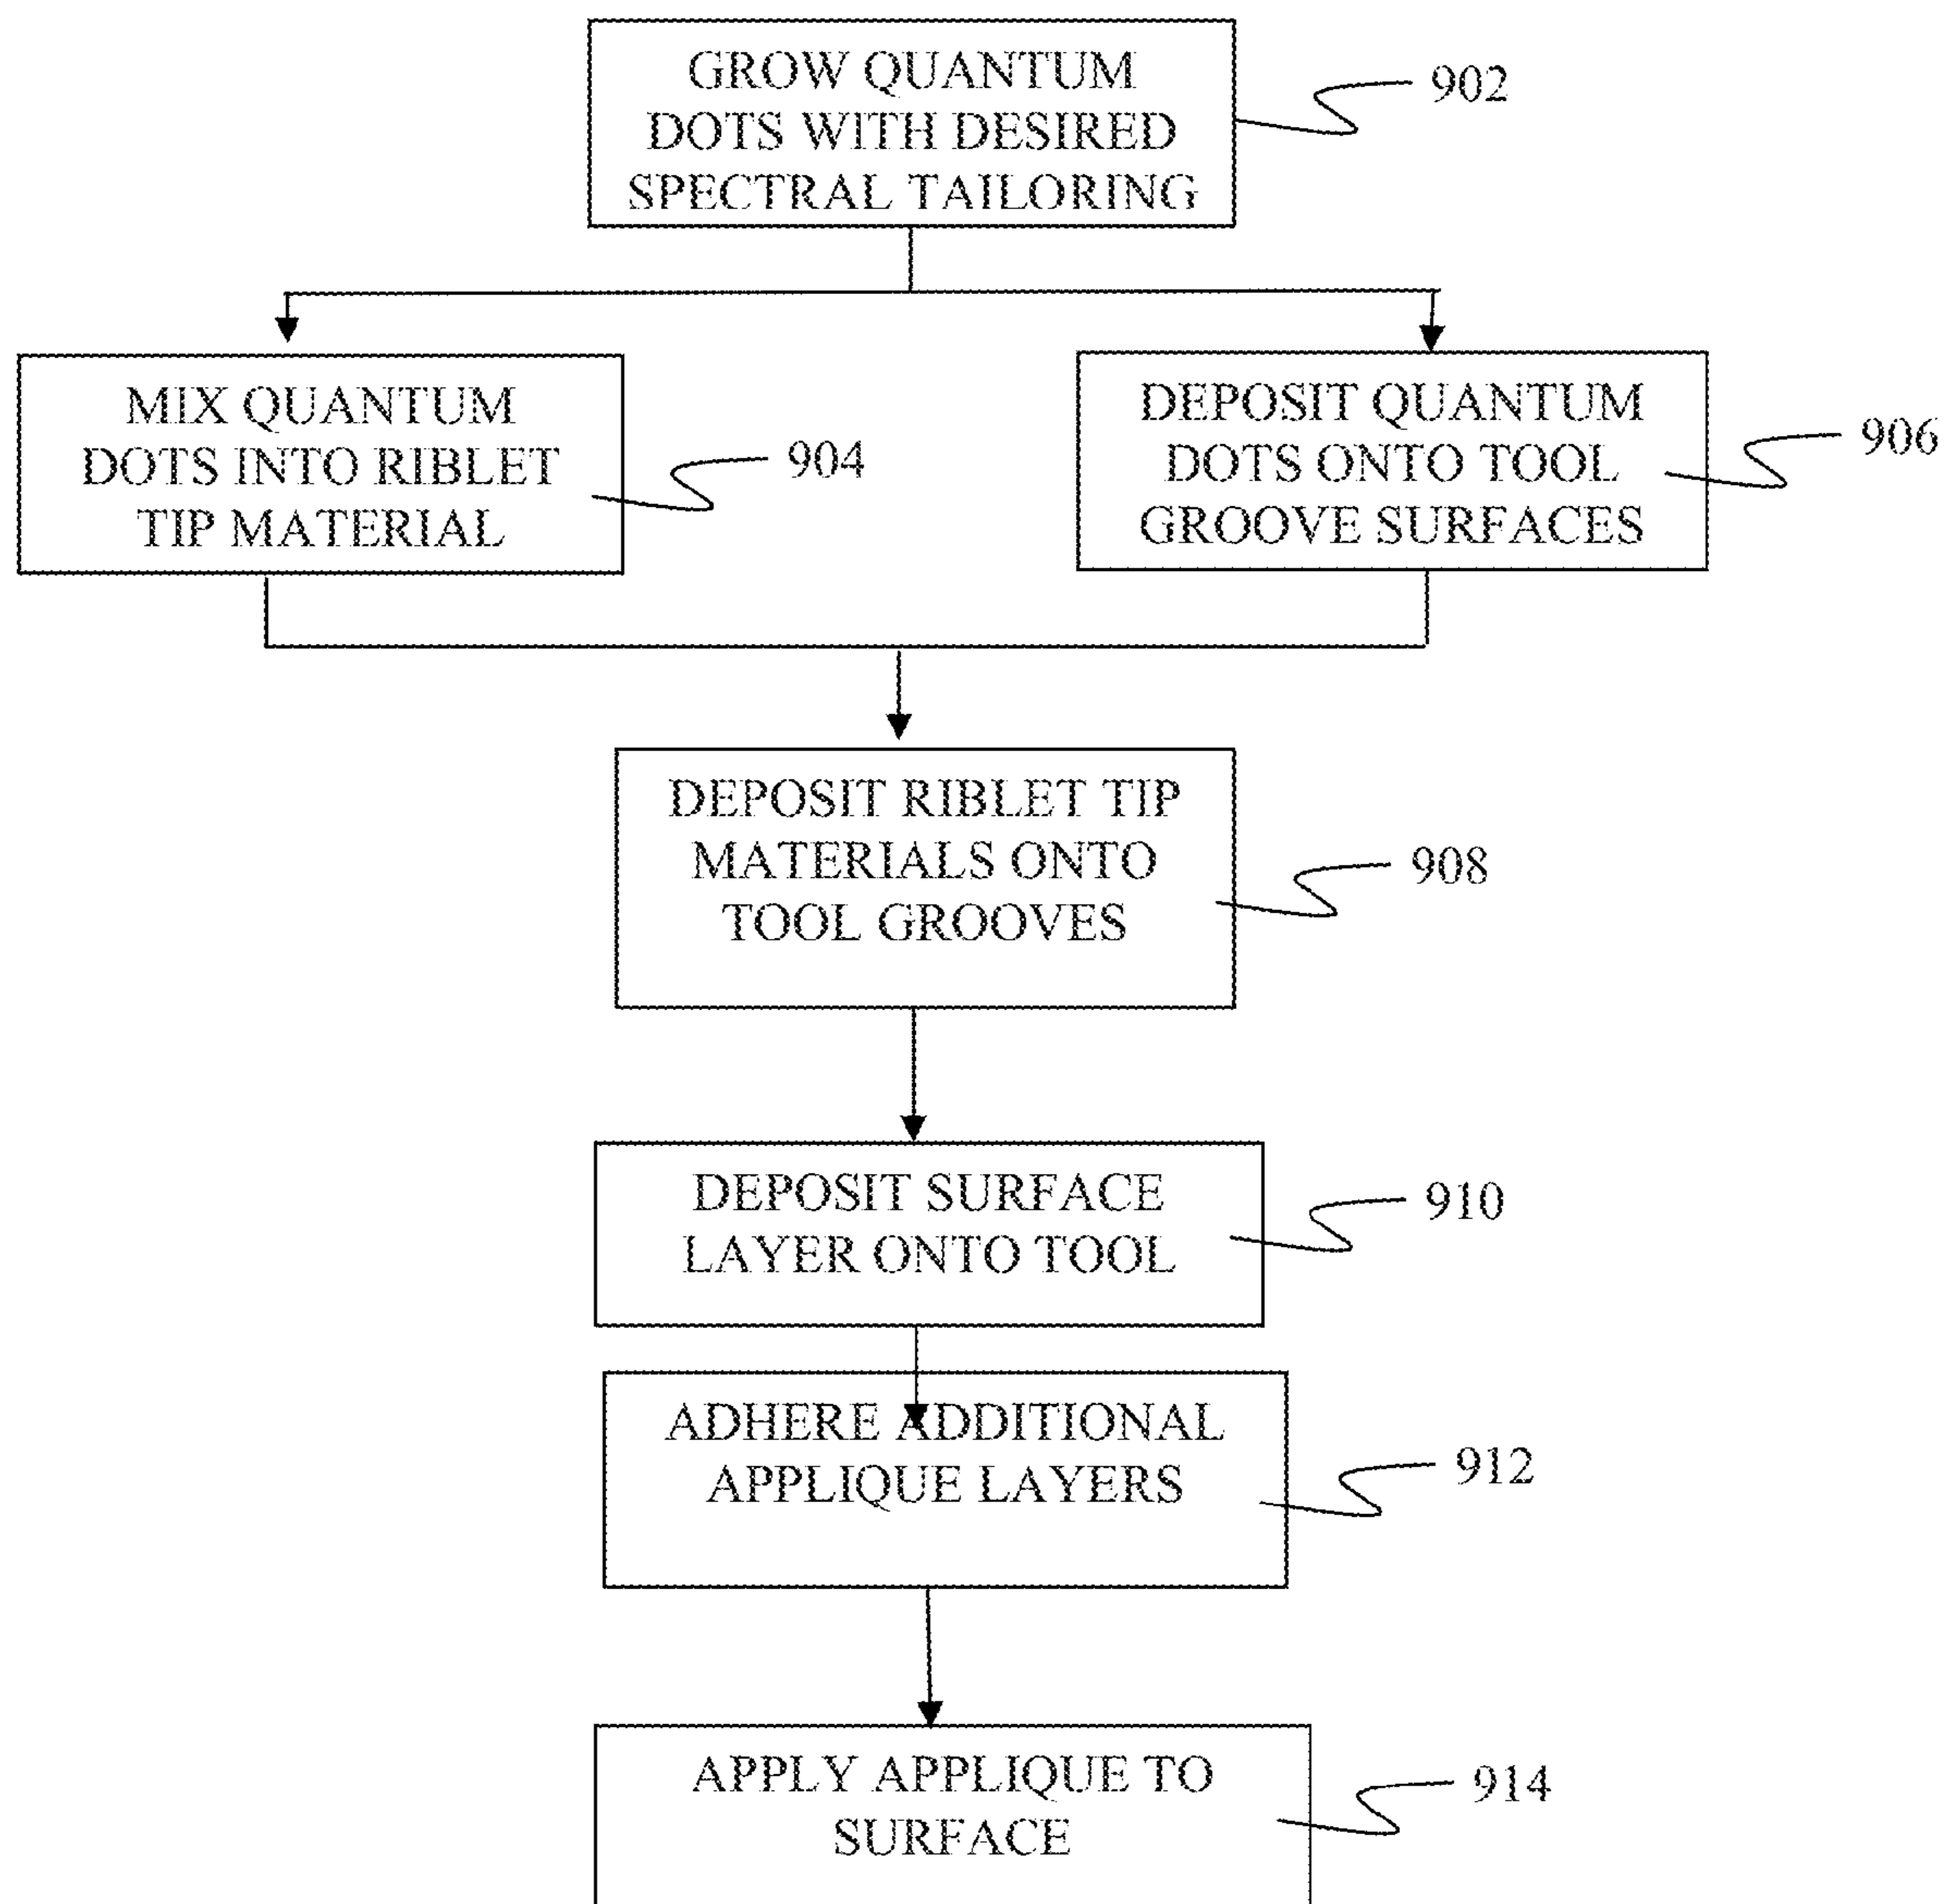 GROW QUANTUM
DOTS WITH DESIRED
SPECTRAL TAILORING
902
MIX QUANTUM
DOTS INTO RIBLET
TIP MATERIAL
904
DEPOSIT QUANTUM
DOTS ONTO TOOL
GROOVE SURFACES
906
DEPOSIT RIBLET TIP
MATERIALS ONTO
TOOL GROOVES
908
DEPOSIT SURFACE
LAYER ONTO TOOL
910
ADHERE ADDITIONAL
APPLIQUE LAYERS
912
APPLY APPLIQUE TO
SURFACE
914